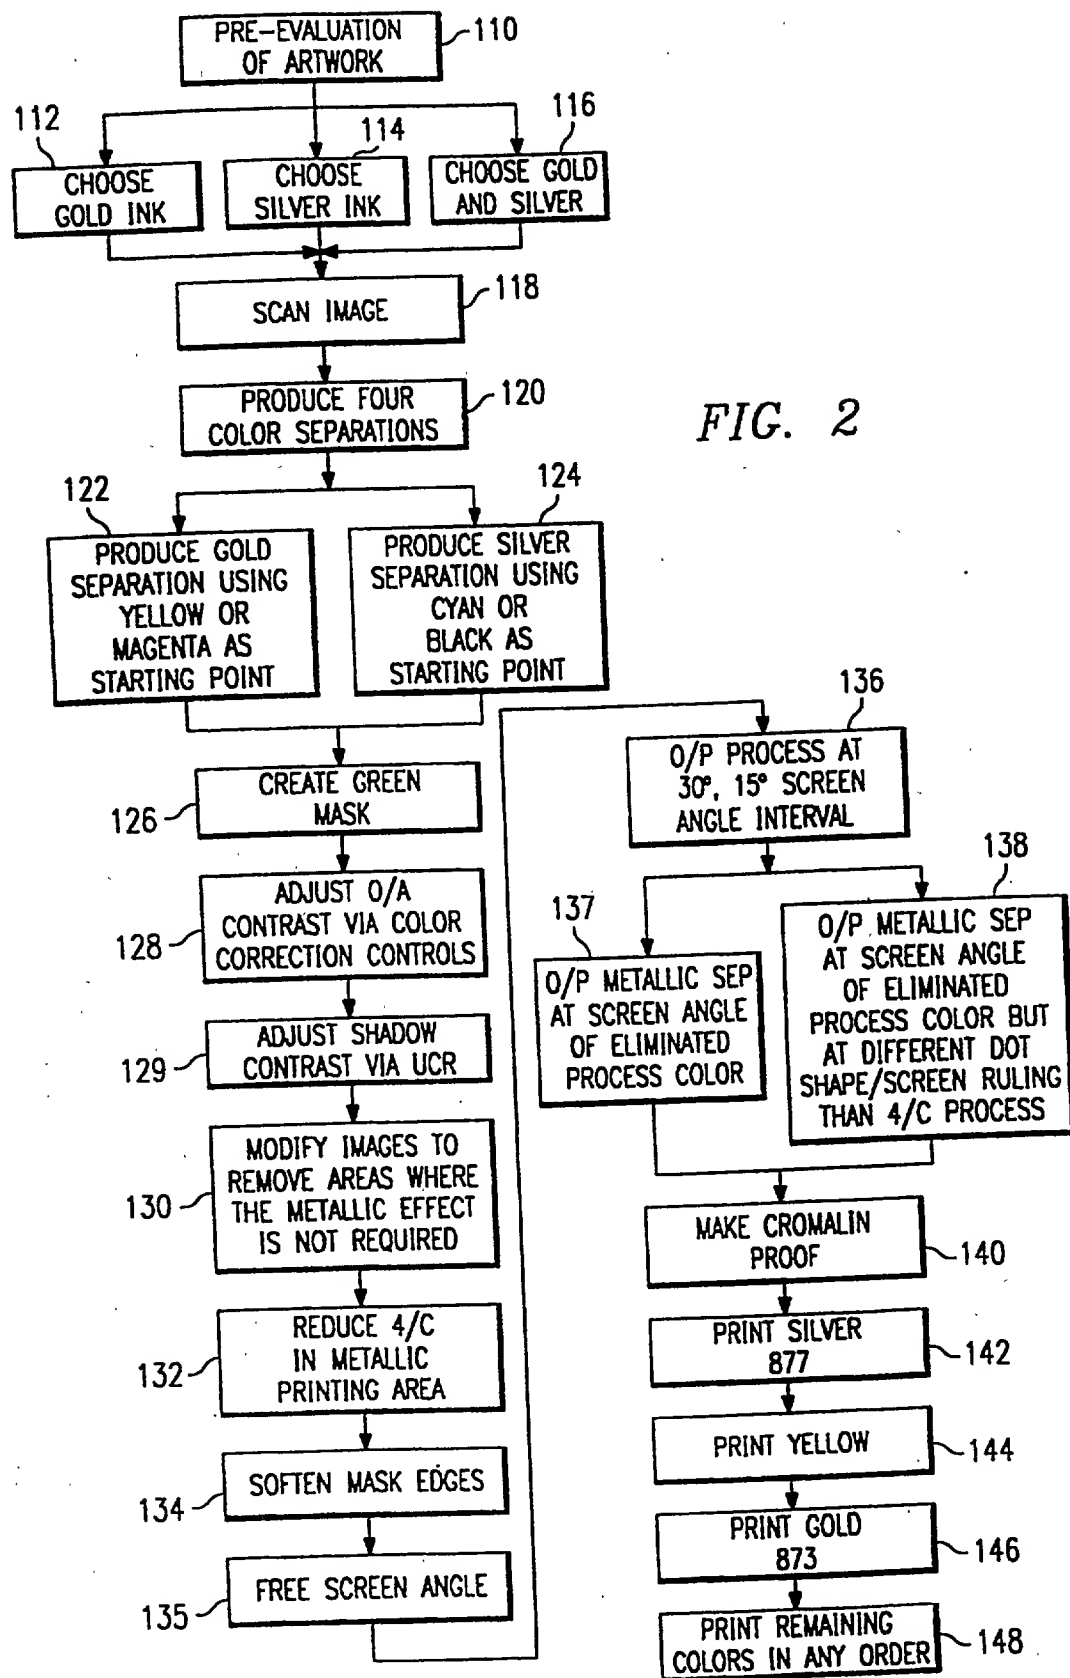 PRE-EVALUATION
OF ARTWORK
110
112
114
116
CHOOSE
GOLD INK
CHOOSE
SILVER INK
CHOOSE GOLD
AND SILVER
SCAN IMAGE
118
PRODUCE FOUR
COLOR SEPARATIONS
120
FIG. 2
122
124
PRODUCE GOLD
SEPARATION USING
YELLOW OR
MAGENTA AS
STARTING POINT
PRODUCE SILVER
SEPARATION USING
CYAN OR
BLACK AS
STARTING POINT
CREATE GREEN
MASK
126
ADJUST O/A
CONTRAST VIA COLOR
CORRECTION CONTROLS
128
ADJUST SHADOW
CONTRAST VIA UCR
129
MODIFY IMAGES TO
REMOVE AREAS WHERE
THE METALLIC EFFECT
IS NOT REQUIRED
130
REDUCE 4/C
IN METALLIC
PRINTING AREA
132
SOFTEN MASK EDGES
134
FREE SCREEN ANGLE
135
136
O/P PROCESS AT
30°, 15° SCREEN
ANGLE INTERVAL
137
138
O/P METALLIC SEP
AT SCREEN ANGLE
OF ELIMINATED
PROCESS COLOR
O/P METALLIC SEP
AT SCREEN ANGLE
OF ELIMINATED
PROCESS COLOR BUT
AT DIFFERENT DOT
SHAPE/SCREEN RULING
THAN 4/C PROCESS
MAKE CROMALIN
PROOF
140
PRINT SILVER
877
142
PRINT YELLOW
144
PRINT GOLD
873
146
PRINT REMAINING
COLORS IN ANY ORDER
148